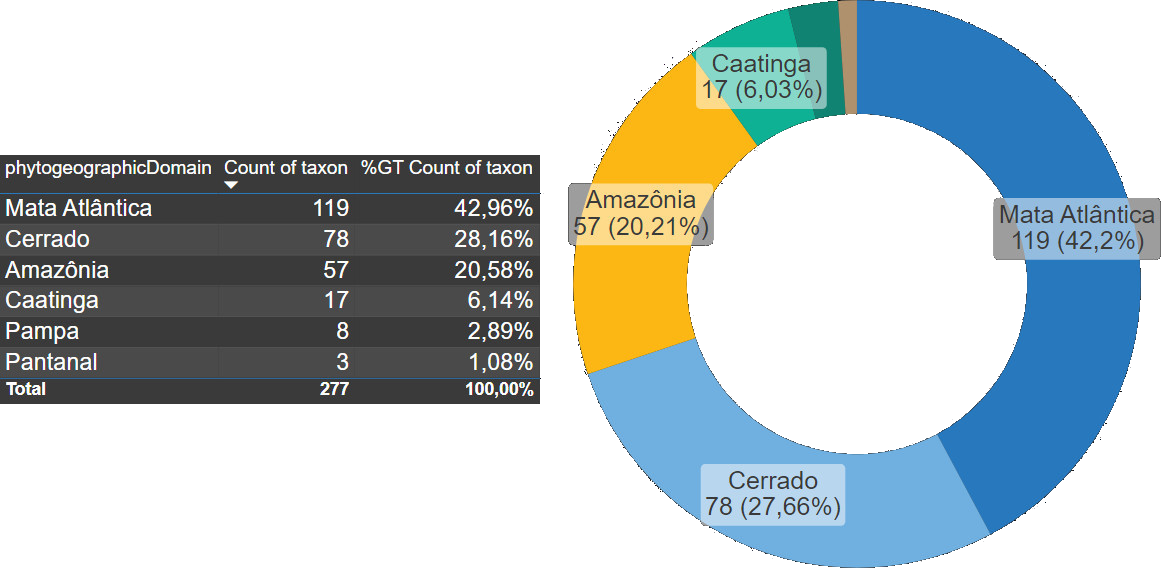 phytogeographicDomain Count of taxon %GT Count of taxon
Mata Atlântica 119 42,96%
Cerrado 78 28,16%
Amazônia 57 20,58%
Caatinga 17 6,14%
Pampa 8 2,89%
Pantanal 3 1,08%
Total 277 100,00%
Caatinga
17 (6,03%)
Amazônia
57 (20,21%)
Mata Atlântica
119 (42,2%)
Cerrado
78 (27,66%)